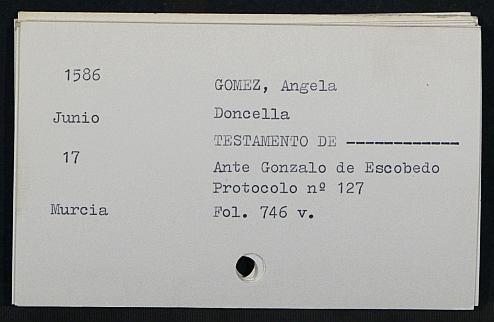 1586
GOMEZ, Angela
Junio
Doncella
TESTAMENTO DE ------------
17
Ante Gonzalo de Escobedo
Protocolo nº 127
Murcia
Fol. 746 v.